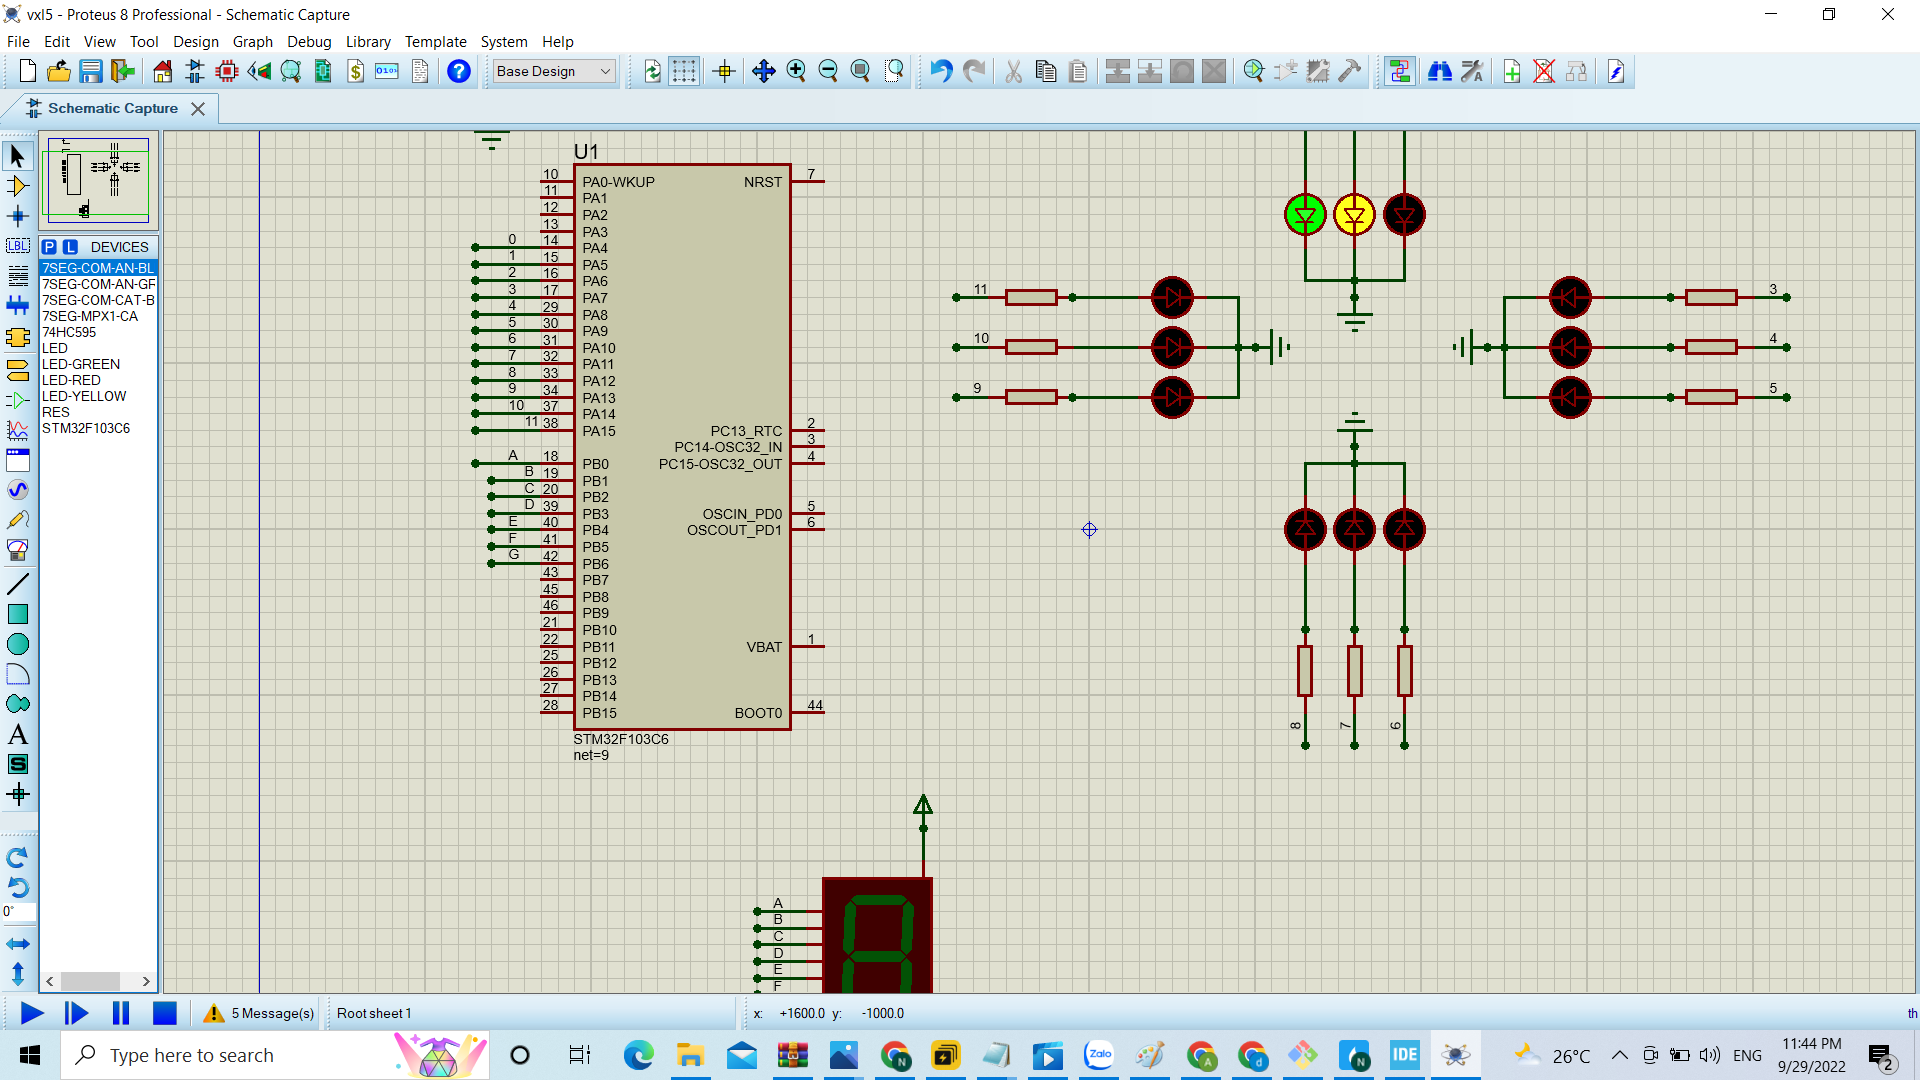 vxl5 - Proteus 8 Professional - Schematic Capture
File Edit View Tool Design Graph Debug Library Template System Help
Base Design
Schematic Capture
P L DEVICES
7SEG-COM-AN-BL
7SEG-COM-AN-GF
7SEG-COM-CAT-B
7SEG-MPX1-CA
74HC595
LED
LED-GREEN
LED-RED
LED-YELLOW
RES
STM32F103C6
LBL
A
S
0°
U1
10 PA0-WKUP NRST 7
11 PA1
12 PA2
13 PA3
0 14 PA4
1 15 PA5
2 16 PA6
3 17 PA7
4 29 PA8
5 30 PA9
6 31 PA10
7 32 PA11
8 33 PA12
9 34 PA13
10 37 PA14
11 38 PA15 PC13_RTC 2
PC14-OSC32_IN 3
A 18 PB0 PC15-OSC32_OUT 4
B 19 PB1
C 20 PB2
D 39 PB3 OSCIN_PD0 5
E 40 PB4 OSCOUT_PD1 6
F 41 PB5
G 42 PB6
43 PB7
45 PB8
46 PB9
21 PB10
22 PB11 VBAT 1
25 PB12
26 PB13
27 PB14
28 PB15 BOOT0 44
STM32F103C6
net=9
11
10
9
3
4
5
8 7 6
A
B
C
D
E
F
5 Message(s) Root sheet 1 x: +1600.0 y: -1000.0 th
Type here to search
Zalo
IDE
26°C ENG
11:44 PM
9/29/2022
2